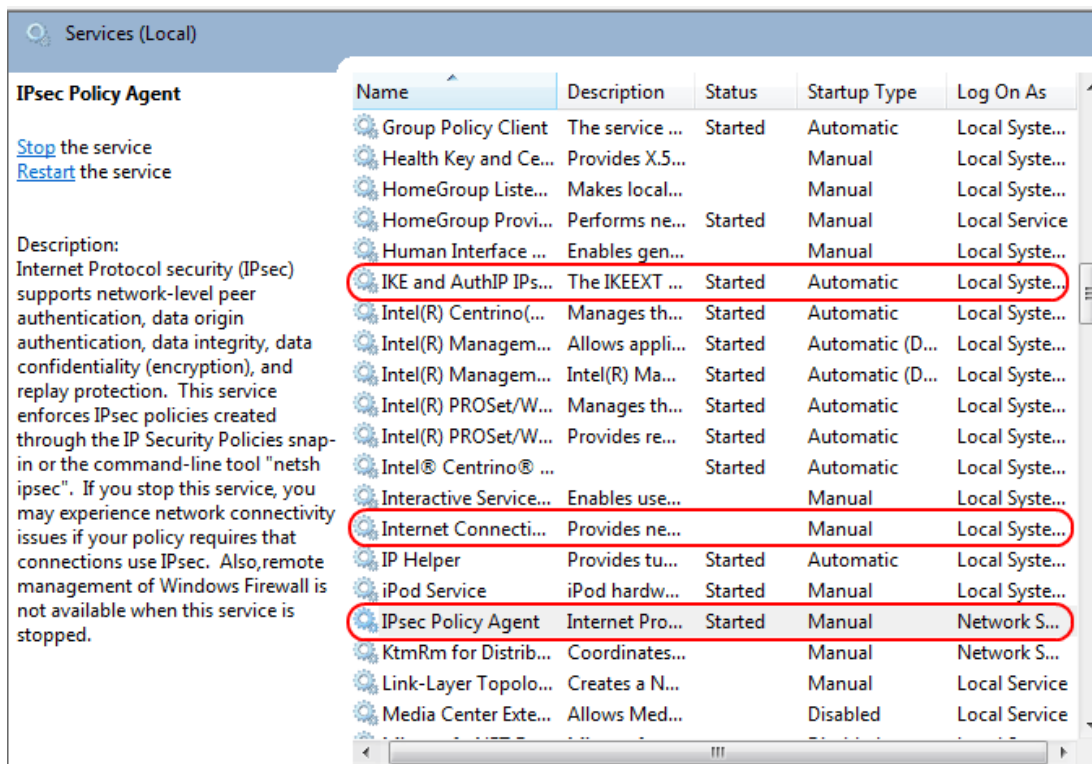 Services (Local)
IPsec Policy Agent
Stop the service
Restart the service
Description:
Internet Protocol security (IPsec)
supports network-level peer
authentication, data origin
authentication, data integrity, data
confidentiality (encryption), and
replay protection. This service
enforces IPsec policies created
through the IP Security Policies snap-
in or the command-line tool "netsh
ipsec". If you stop this service, you
may experience network connectivity
issues if your policy requires that
connections use IPsec. Also,remote
management of Windows Firewall is
not available when this service is
stopped.
Name Description Status Startup Type Log On As
Group Policy Client The service ... Started Automatic Local Syste...
Health Key and Ce... Provides X.5... Manual Local Syste...
HomeGroup Liste... Makes local... Manual Local Syste...
HomeGroup Provi... Performs ne... Started Manual Local Service
Human Interface ... Enables gen... Manual Local Syste...
IKE and AuthIP IPs... The IKEEXT ... Started Automatic Local Syste...
Intel(R) Centrino(... Manages th... Started Automatic Local Syste...
Intel(R) Managem... Allows appli... Started Automatic (D... Local Syste...
Intel(R) Managem... Intel(R) Ma... Started Automatic (D... Local Syste...
Intel(R) PROSet/W... Manages th... Started Automatic Local Syste...
Intel(R) PROSet/W... Provides re... Started Automatic Local Syste...
Intel® Centrino® ... Started Automatic Local Syste...
Interactive Service... Enables use... Manual Local Syste...
Internet Connecti... Provides ne... Manual Local Syste...
IP Helper Provides tu... Started Automatic Local Syste...
iPod Service iPod hardw... Started Manual Local Syste...
IPsec Policy Agent Internet Pro... Started Manual Network S...
KtmRm for Distrib... Coordinates... Manual Network S...
Link-Layer Topolo... Creates a N... Manual Local Service
Media Center Exte... Allows Med... Disabled Local Service